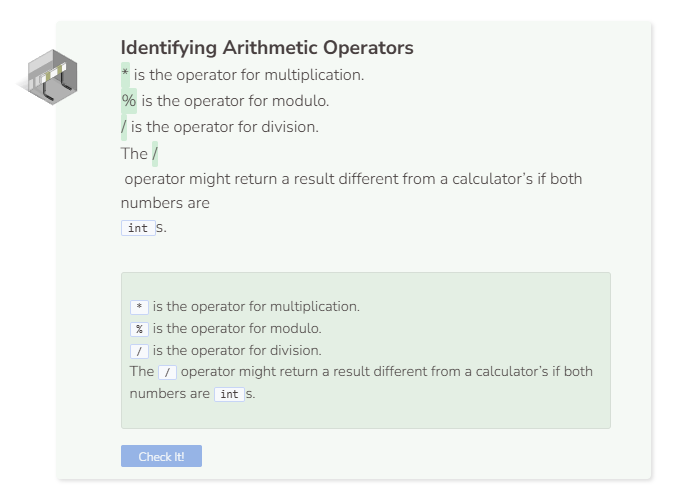 Identifying Arithmetic Operators
* is the operator for multiplication.
% is the operator for modulo.
/ is the operator for division.
The /
operator might return a result different from a calculator’s if both
numbers are
int s.
* is the operator for multiplication.
% is the operator for modulo.
/ is the operator for division.
The / operator might return a result different from a calculator’s if both
numbers are int s.
Check It!